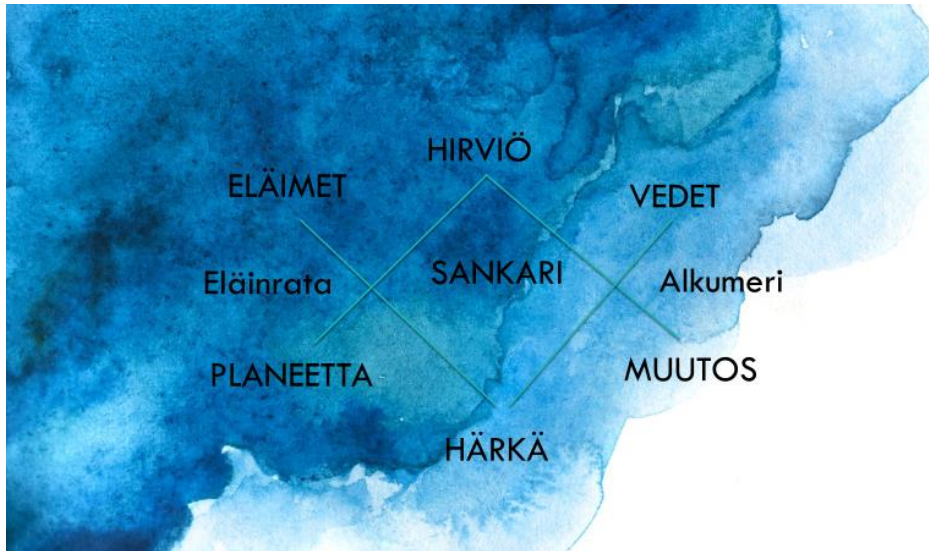 HIRVIÖ
ELÄIMET
VEDET
SANKARI
Eläinrata
Alkumeri
PLANEETTA
MUUTOS
HÄRKÄ